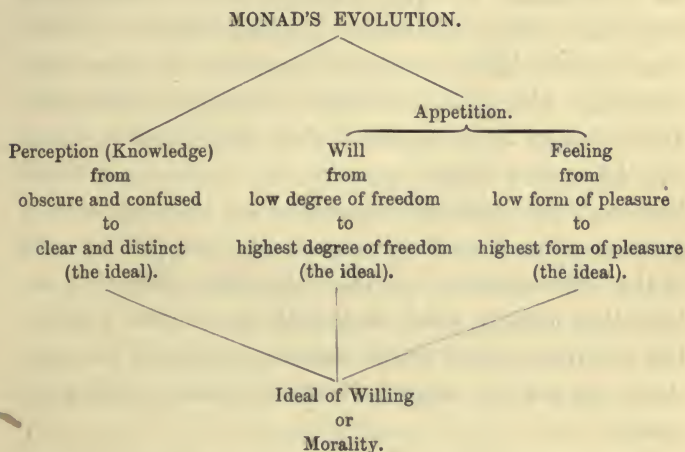 MONAD'S EVOLUTION.
Appetition.
Perception (Knowledge)
from
obscure and confused
to
clear and distinct
(the ideal).
Will
from
low degree of freedom
to
highest degree of freedom
(the ideal).
Feeling
from
low form of pleasure
to
highest form of pleasure
(the ideal).
Ideal of Willing
or
Morality.